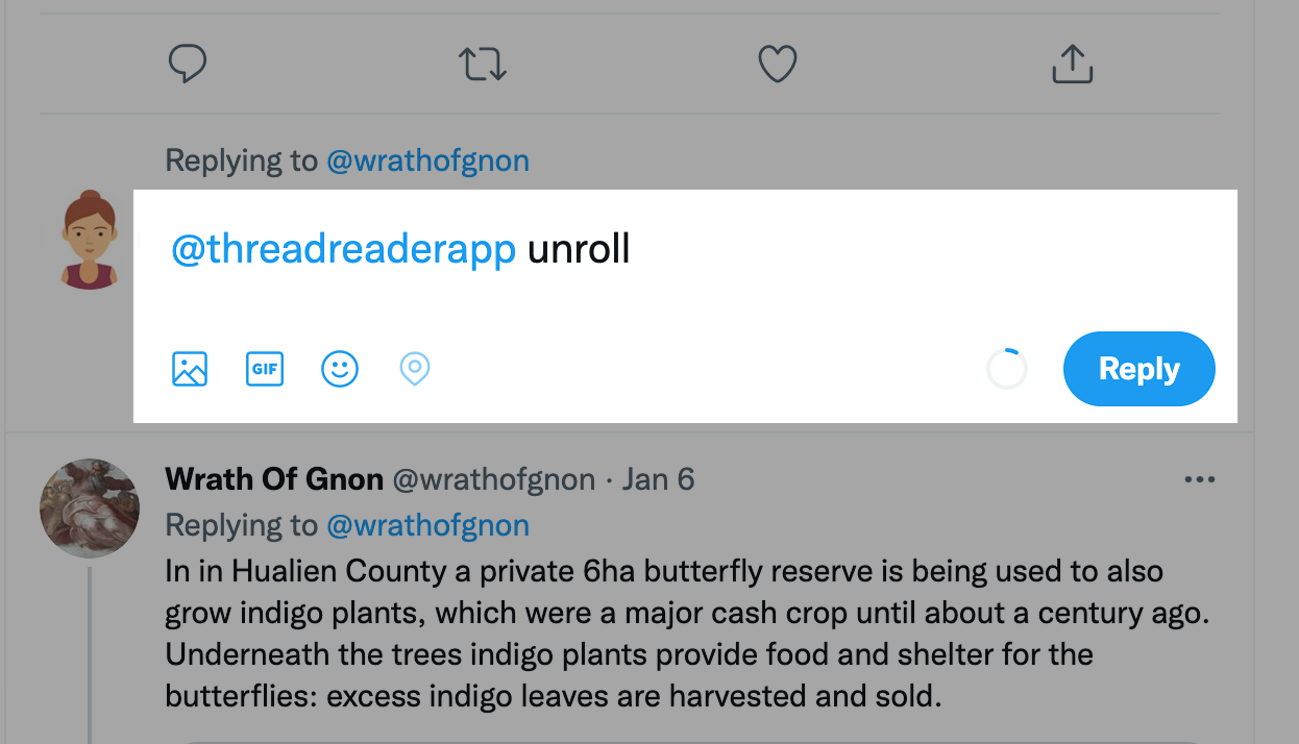 Replying to @wrathofgnon
@threadreaderapp unroll
GIF
Reply
Wrath Of Gnon @wrathofgnon · Jan 6
Replying to @wrathofgnon
In in Hualien County a private 6ha butterfly reserve is being used to also
grow indigo plants, which were a major cash crop until about a century ago.
Underneath the trees indigo plants provide food and shelter for the
butterflies: excess indigo leaves are harvested and sold.